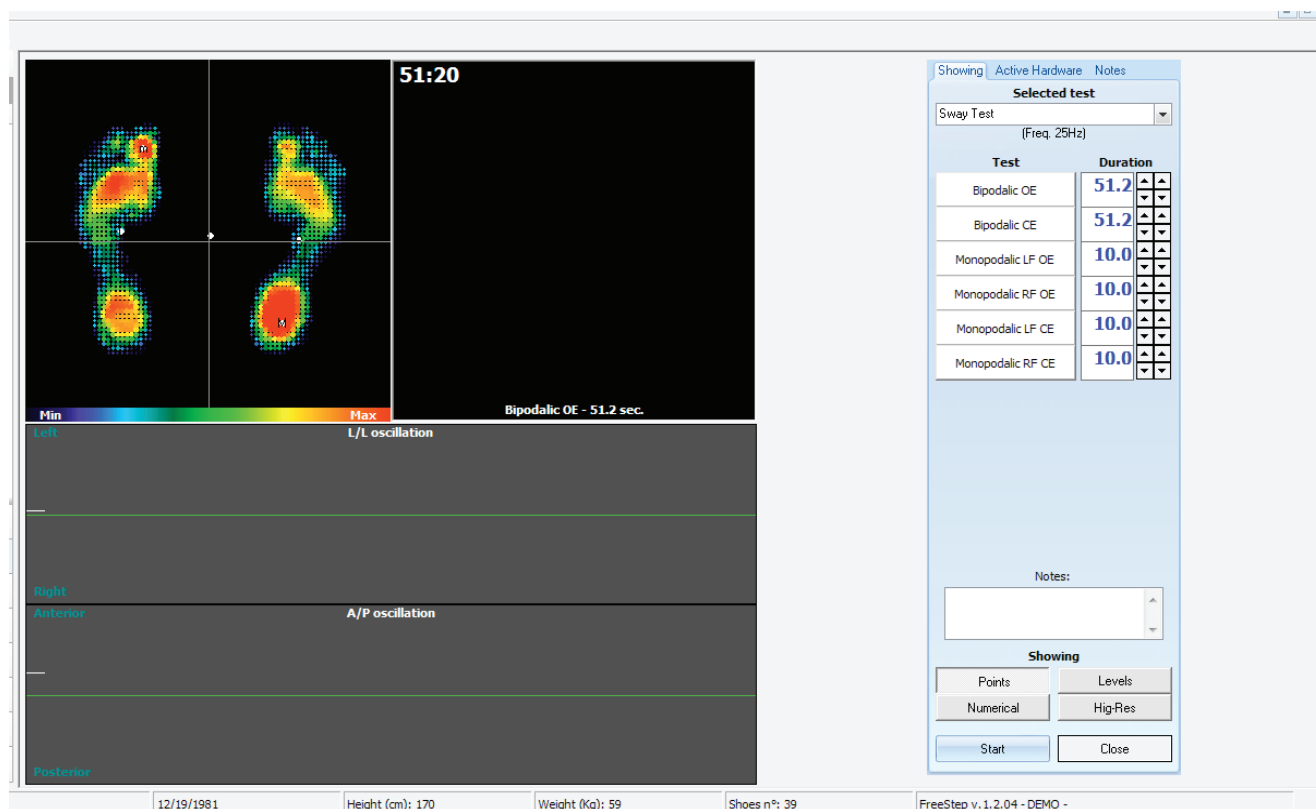 51:20
Min
Max
Bipodalic OE - 51.2 sec.
Left
L/L oscillation
Right
Anterior
A/P oscillation
Posterior
Showing Active Hardware Notes
Selected test
Sway Test
(Freq. 25Hz)
Test Duration
Bipodalic OE 51.2
Bipodalic CE 51.2
Monopodalic LF OE 10.0
Monopodalic RF OE 10.0
Monopodalic LF CE 10.0
Monopodalic RF CE 10.0
Notes:
Showing
Points Levels
Numerical Hig-Res
Start Close
12/19/1981 Height (cm): 170 Weight (Kg): 59 Shoes n°: 39 FreeStep v.1.2.04 - DEMO -